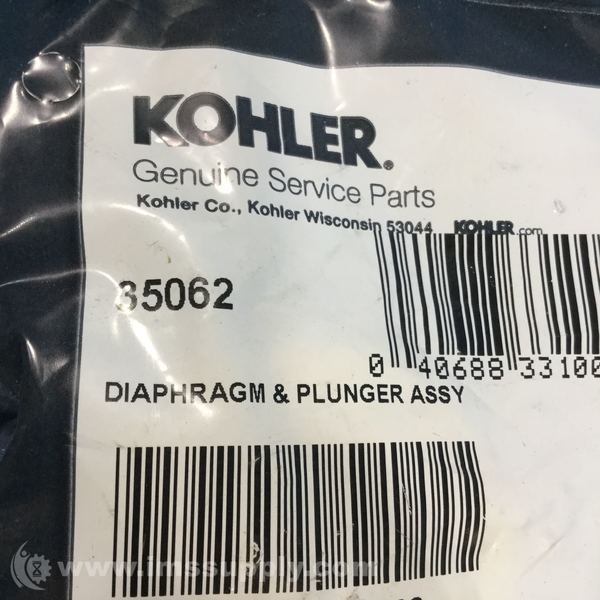 KOHLER®
Genuine Service Parts
Kohler Co., Kohler Wisconsin 53044 KOHLER.com
35062
0 40688 33100
DIAPHRAGM & PLUNGER ASSY
www.imssupply.com